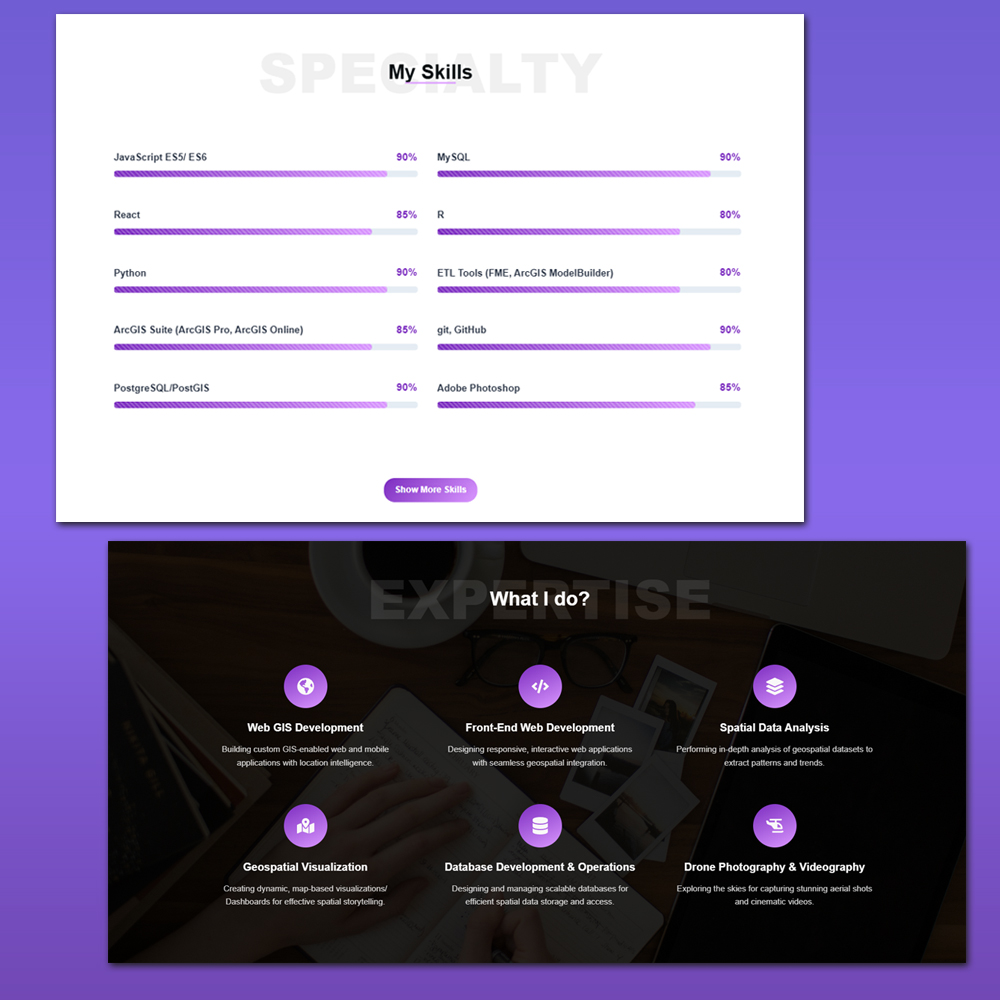 SPECIALTY
My Skills
JavaScript ES5/ ES6 90%
MySQL 90%
React 85%
R 80%
Python 90%
ETL Tools (FME, ArcGIS ModelBuilder) 80%
ArcGIS Suite (ArcGIS Pro, ArcGIS Online) 85%
git, GitHub 90%
PostgreSQL/PostGIS 90%
Adobe Photoshop 85%
Show More Skills
EXPERTISE
What I do?
Web GIS Development
Building custom GIS-enabled web and mobile
applications with location intelligence.
Front-End Web Development
Designing responsive, interactive web applications
with seamless geospatial integration.
Spatial Data Analysis
Performing in-depth analysis of geospatial datasets to
extract patterns and trends.
Geospatial Visualization
Creating dynamic, map-based visualizations/
Dashboards for effective spatial storytelling.
Database Development & Operations
Designing and managing scalable databases for
efficient spatial data storage and access.
Drone Photography & Videography
Exploring the skies for capturing stunning aerial shots
and cinematic videos.